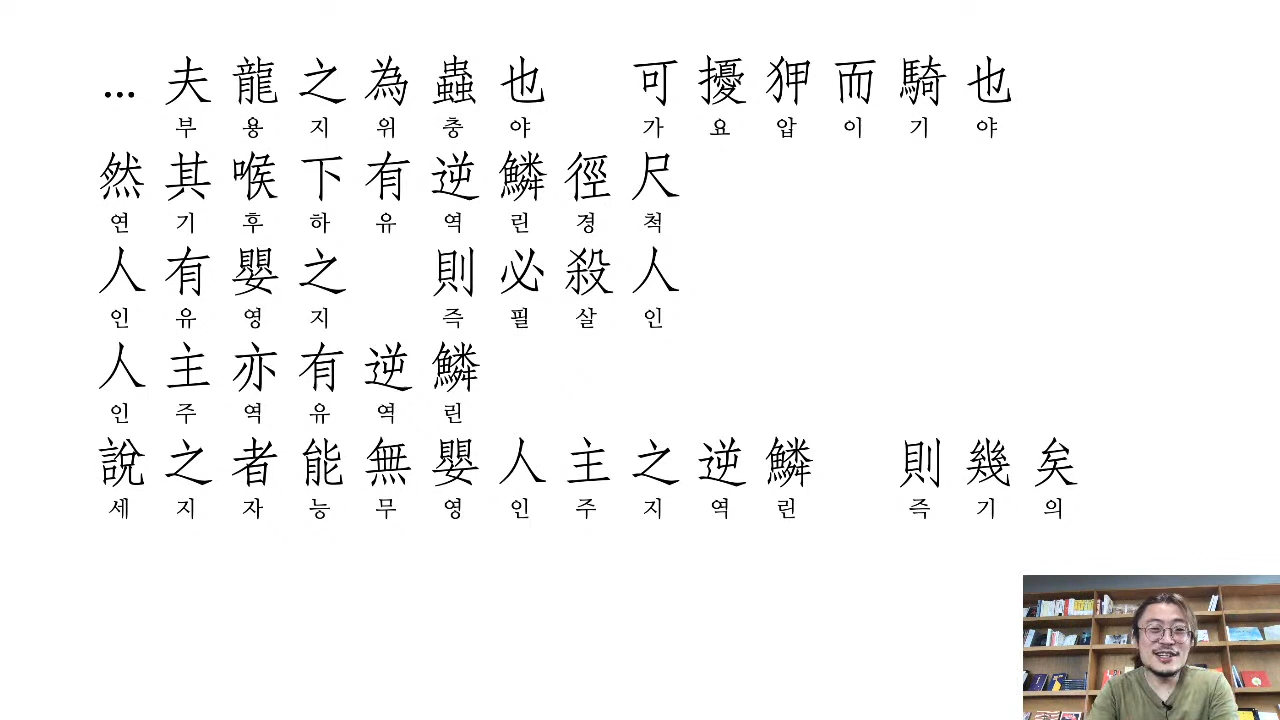 ... 夫龍之為蟲也 可擾狎而騎也
부 용 지 위 충 야 가 요 압 이 기 야
然其喉下有逆鱗徑尺
연 기 후 하 유 역 린 경 척
人有嬰之 則必殺人
인 유 영 지 즉 필 살 인
人主亦有逆鱗
인 주 역 유 역 린
說之者能無嬰人主之逆鱗 則幾矣
세 지 자 능 무 영 인 주 지 역 린 즉 기 의